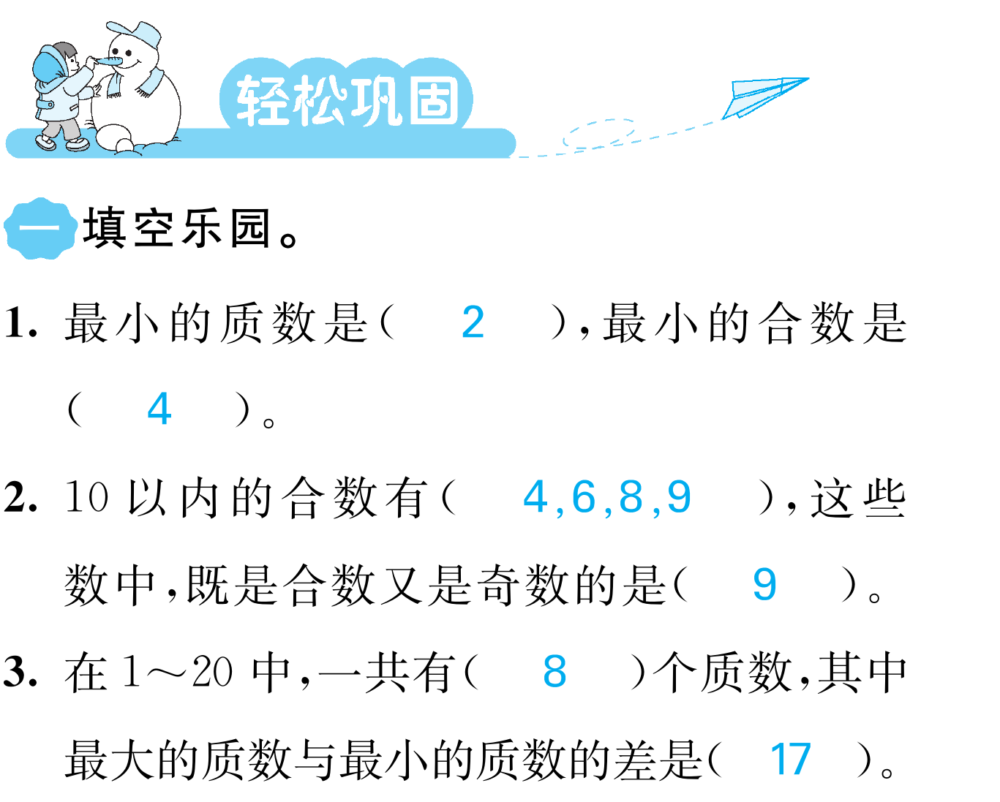 轻松巩固
一 填空乐园。
1. 最小的质数是( 2 ),最小的合数是
( 4 )。
2. 10以内的合数有( 4,6,8,9 ),这些
数中,既是合数又是奇数的是( 9 )。
3. 在1～20中,一共有( 8 )个质数,其中
最大的质数与最小的质数的差是( 17 )。